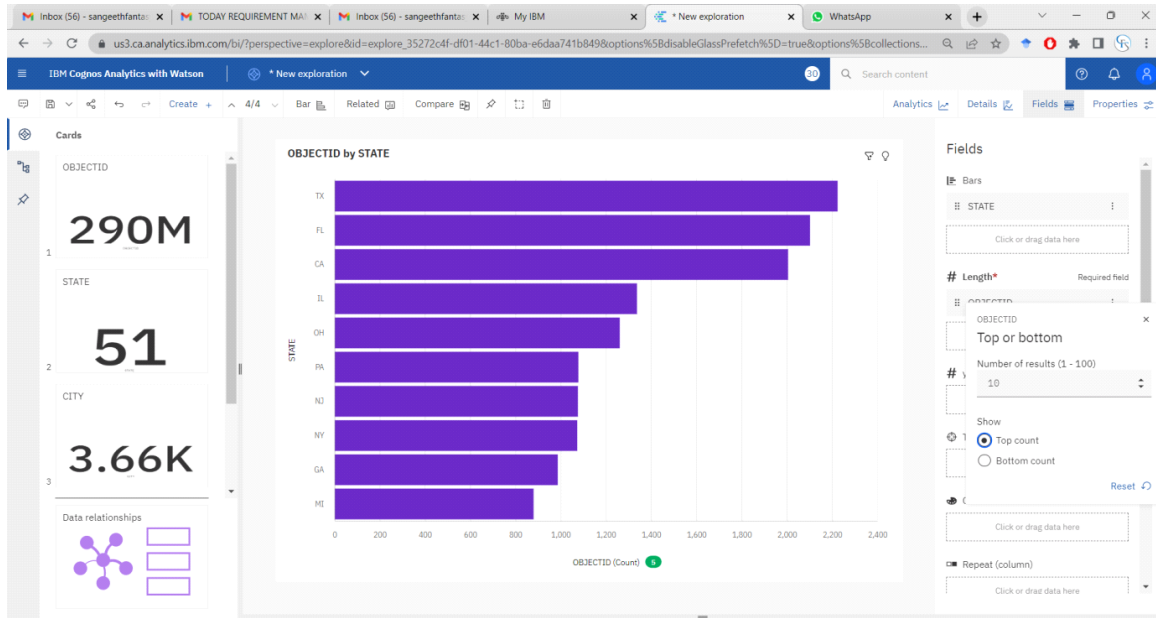 Inbox (56) - sangeethfantas x TODAY REQUIREMENT MA x Inbox (56) - sangeethfantas x My IBM x * New exploration x WhatsApp x +
us3.ca.analytics.ibm.com/bi/?perspective=explore&id=explore_35272c4f-df01-44c1-80ba-e6daa741b849&options%5BdisableGlassPrefetch%5D=true&options%5Bcollections...
IBM Cognos Analytics with Watson * New exploration 30 Search content
Create + 4/4 Bar Related Compare Analytics Details Fields Properties
Cards
OBJECTID
290M
1
STATE
51
2
CITY
3.66K
3
Data relationships
OBJECTID by STATE
STATE
TX
FL
CA
IL
OH
PA
NJ
NY
GA
MI
0 200 400 600 800 1,000 1,200 1,400 1,600 1,800 2,000 2,200 2,400
OBJECTID (Count) 5
Fields
Bars
STATE
Click or drag data here
# Length* Required field
OBJECTID
OBJECTID x
Top or bottom
Number of results (1 - 100)
10
Show
Top count
Bottom count
Reset
Click or drag data here
Repeat (column)
Click or drag data here